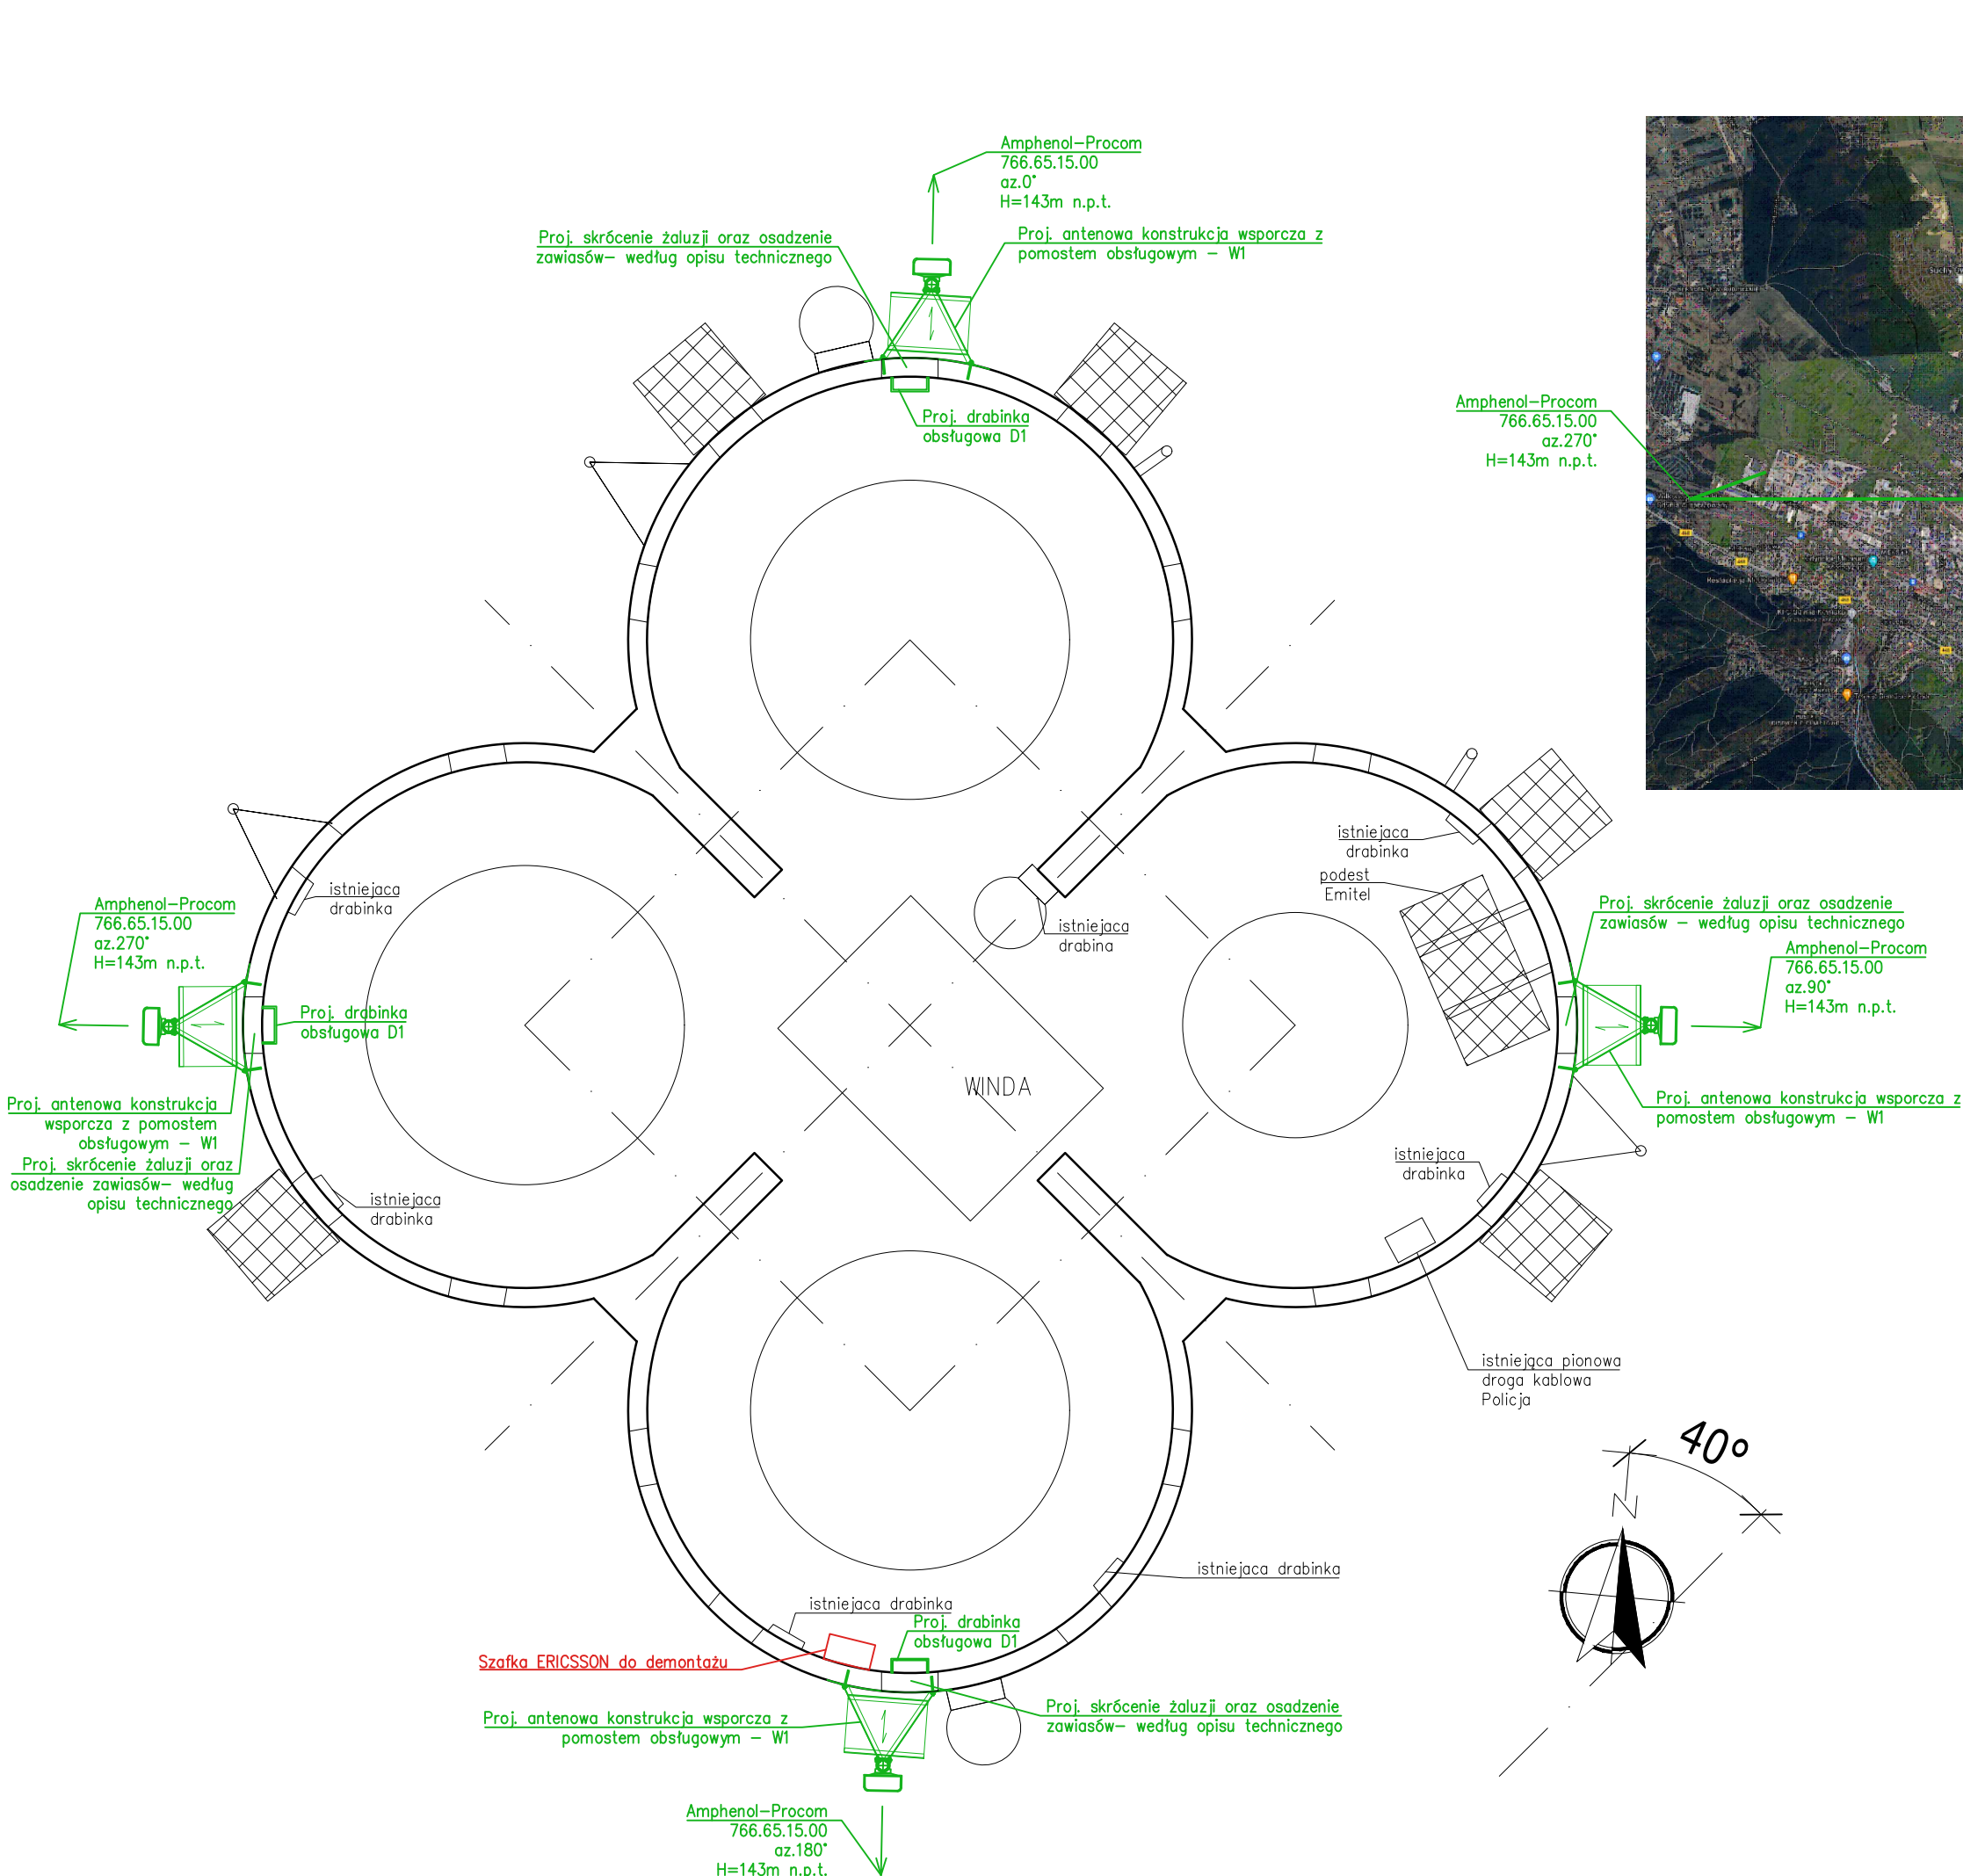 Amphenol-Procom
766.65.15.00
az.0°
H=143m n.p.t.
Proj. skrócenie żaluzji oraz osadzenie
zawiasów- według opisu technicznego
Proj. antenowa konstrukcja wsporcza z
pomostem obsługowym - W1
Proj. drabinka
obsługowa D1
Amphenol-Procom
766.65.15.00
az.270°
H=143m n.p.t.
istniejaca
drabinka
podest
Emitel
istniejaca
drabinka
istniejaca
drabina
Amphenol-Procom
766.65.15.00
az.270°
H=143m n.p.t.
Proj. skrócenie żaluzji oraz osadzenie
zawiasów - według opisu technicznego
Amphenol-Procom
766.65.15.00
az.90°
H=143m n.p.t.
Proj. drabinka
obsługowa D1
WINDA
Proj. antenowa konstrukcja
wsporcza z pomostem
obsługowym - W1
Proj. skrócenie żaluzji oraz
osadzenie zawiasów- według
opisu technicznego
Proj. antenowa konstrukcja wsporcza z
pomostem obsługowym - W1
istniejaca
drabinka
istniejaca
drabinka
istniejąca pionowa
droga kablowa
Policja
40°
N
istniejaca drabinka
istniejaca drabinka
Proj. drabinka
obsługowa D1
Szafka ERICSSON do demontażu
Proj. antenowa konstrukcja wsporcza z
pomostem obsługowym - W1
Proj. skrócenie żaluzji oraz osadzenie
zawiasów- według opisu technicznego
Amphenol-Procom
766.65.15.00
az.180°
H=143m n.p.t.